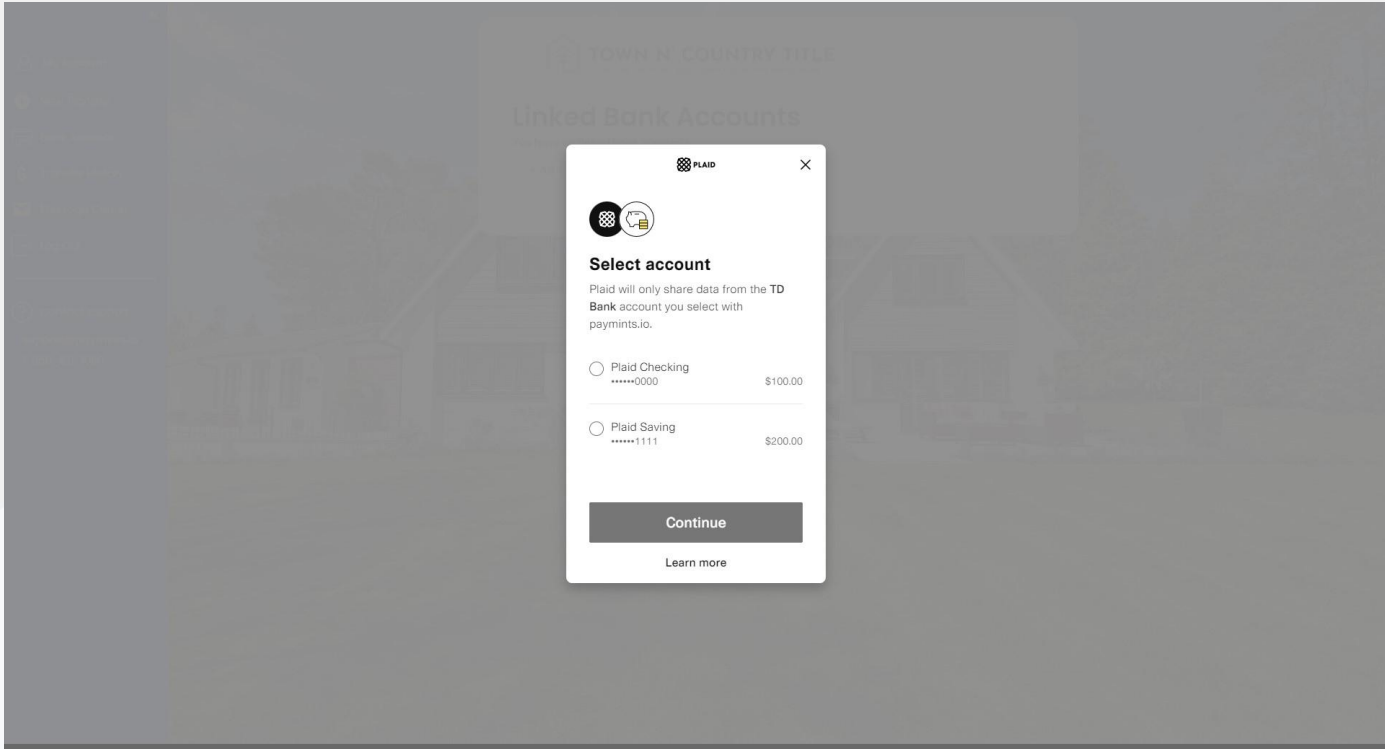 TOWN N COUNTRY TITLE
Linked Bank Accounts
PLAID
Select account
Plaid will only share data from the TD
Bank account you select with
paymints.io.
Plaid Checking
••••••0000 $100.00
Plaid Saving
••••••1111 $200.00
Continue
Learn more